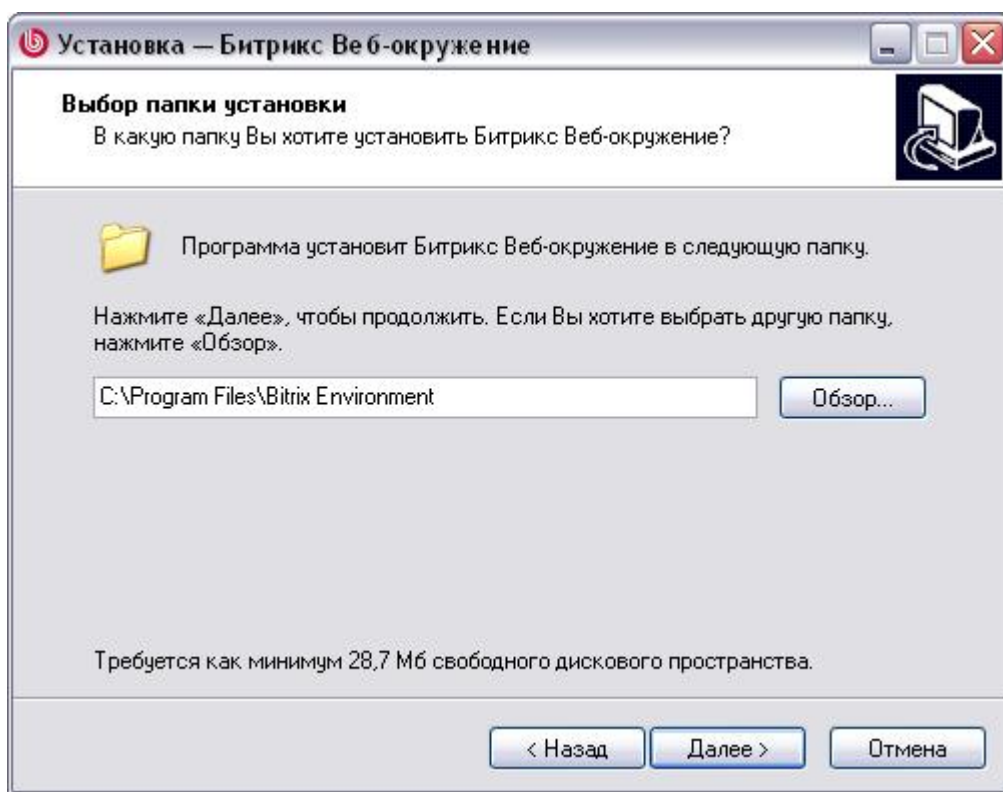 Установка — Битрикс Веб-окружение
Выбор папки установки
В какую папку Вы хотите установить Битрикс Веб-окружение?
Программа установит Битрикс Веб-окружение в следующую папку.
Нажмите «Далее», чтобы продолжить. Если Вы хотите выбрать другую папку,
нажмите «Обзор».
C:\Program Files\Bitrix Environment
Обзор...
Требуется как минимум 28,7 Мб свободного дискового пространства.
< Назад
Далее >
Отмена